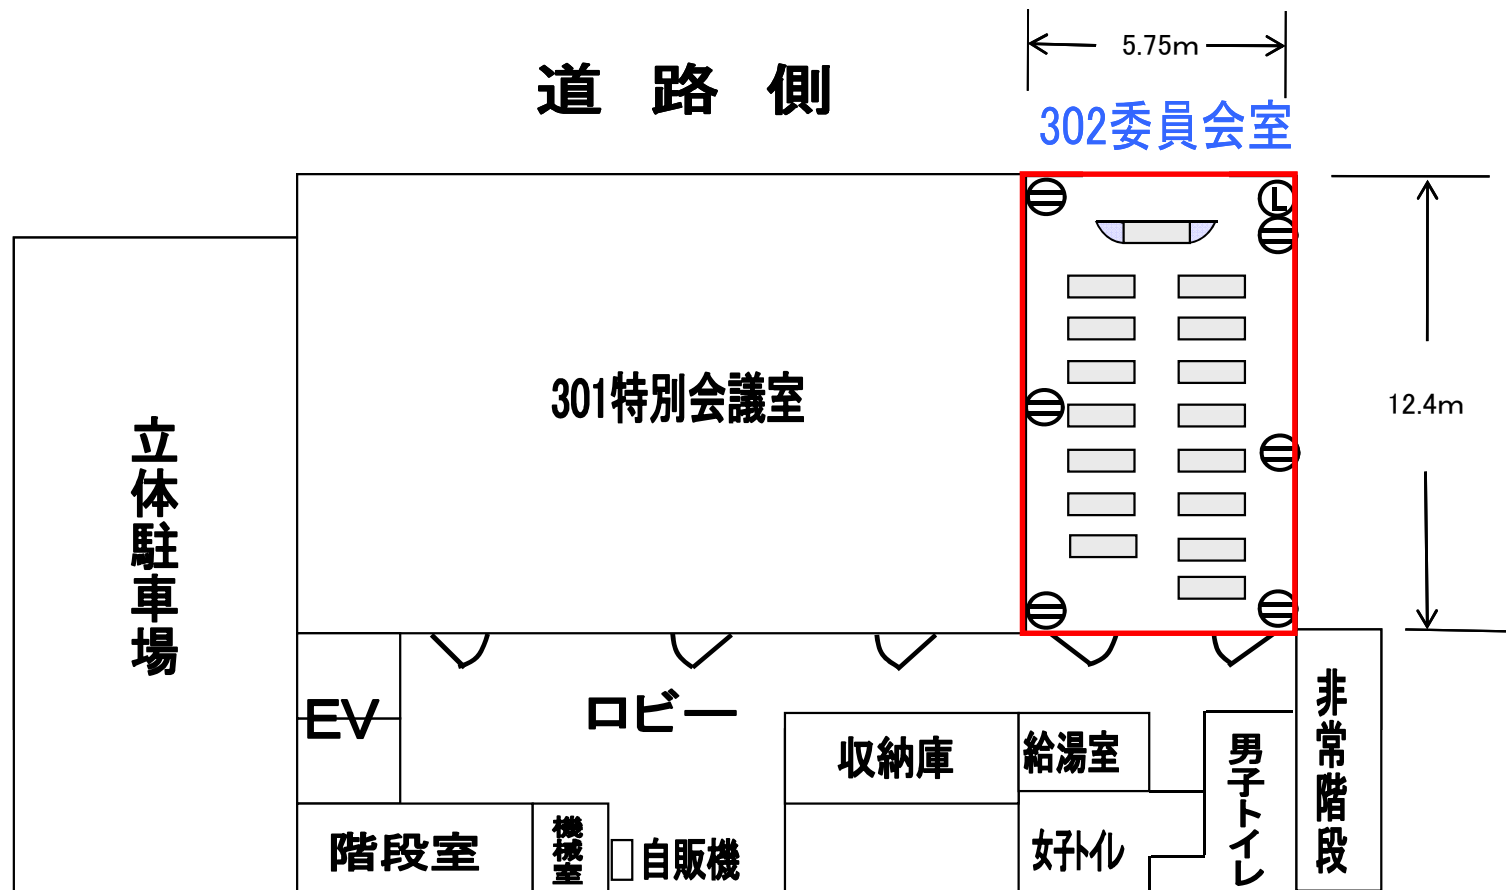 5.75m
道 路 側
302委員会室
L
301特別会議室
12.4m
立体駐車場
EV
ロビー
収納庫
給湯室
男子トイレ
非常階段
階段室
機械室
自販機
女子トイレ